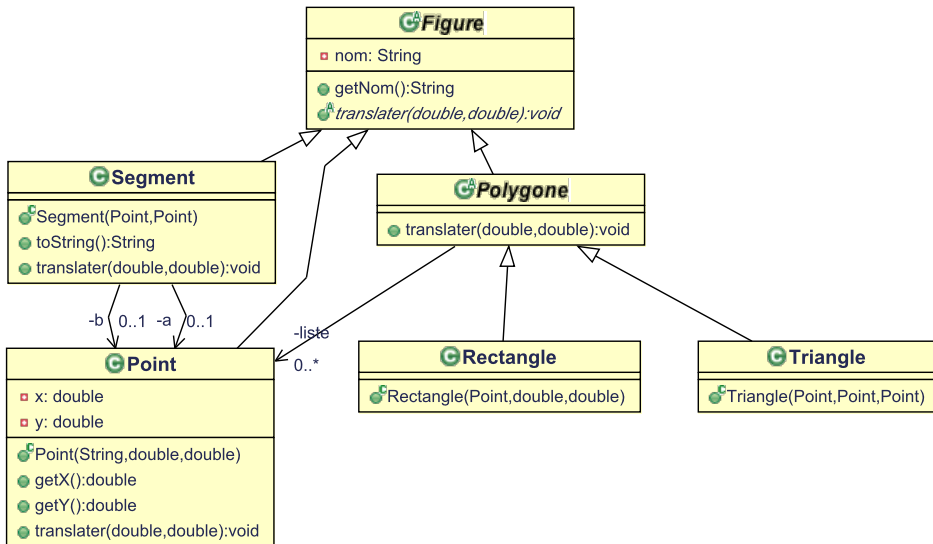 Figure
nom: String
getNom():String
translater(double,double):void
Segment
Segment(Point,Point)
toString():String
translater(double,double):void
Polygone
translater(double,double):void
-b 0..1 -a 0..1
-liste
0..*
Point
x: double
y: double
Point(String,double,double)
getX():double
getY():double
translater(double,double):void
Rectangle
Rectangle(Point,double,double)
Triangle
Triangle(Point,Point,Point)